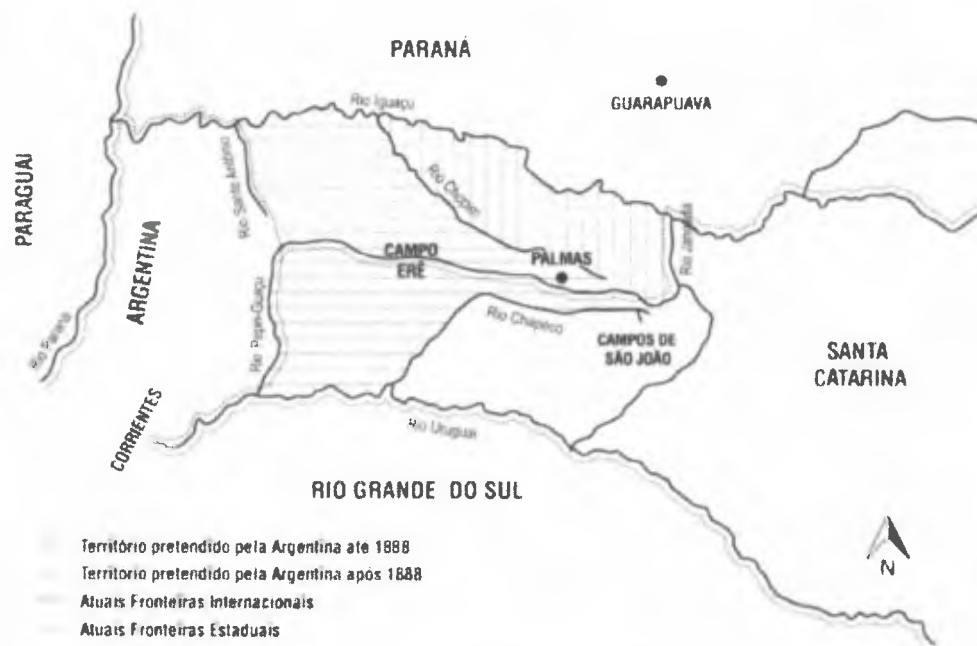 PARANÁ
GUARAPUAVA
Rio Iguaçu
PARAGUAI
Rio Santo Antônio
Rio Chopin
Rio Jangada
ARGENTINA
CAMPO
ERÊ
PALMAS
Rio Paraná
Rio Pepiri-Guaçu
Rio Chapecó
CAMPOS DE
SÃO JOÃO
SANTA
CATARINA
CORRIENTES
Rio Uruguai
RIO GRANDE DO SUL
N
Território pretendido pela Argentina até 1888
Território pretendido pela Argentina após 1888
Atuais Fronteiras Internacionais
Atuais Fronteiras Estaduais